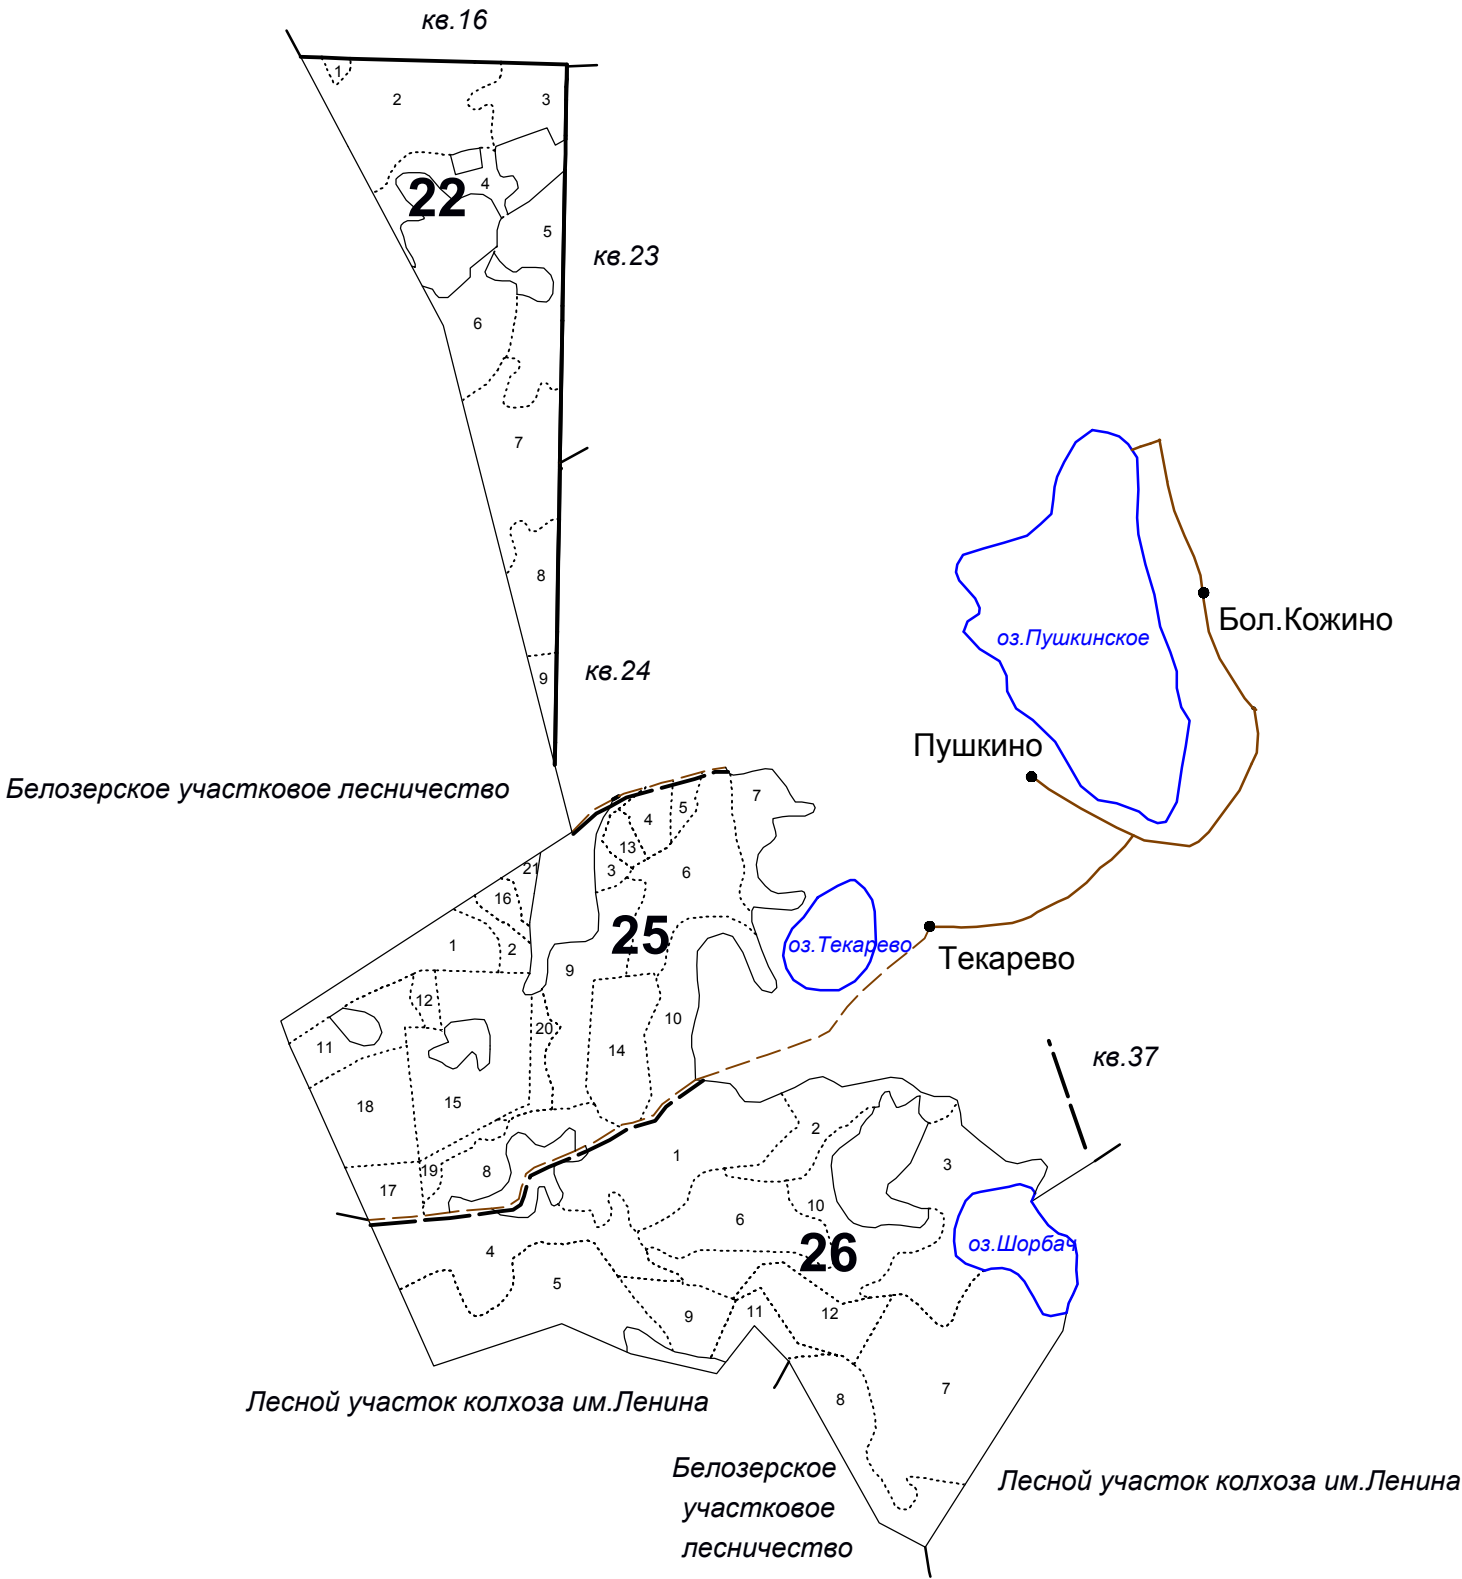 кв.16
1
2
3
22
4
5
кв.23
6
7
8
9
кв.24
Бол.Кожино
оз.Пушкинское
Пушкино
Белозерское участковое лесничество
7
5
4
13
3
6
21
16
1
2
25
9
оз.Текарево
Текарево
12
11
20
14
10
18
15
17
19
8
кв.37
2
1
3
10
6
26
оз.Шорбач
4
5
9
11
12
7
8
Лесной участок колхоза им.Ленина
Белозерское
участковое
лесничество
Лесной участок колхоза им.Ленина